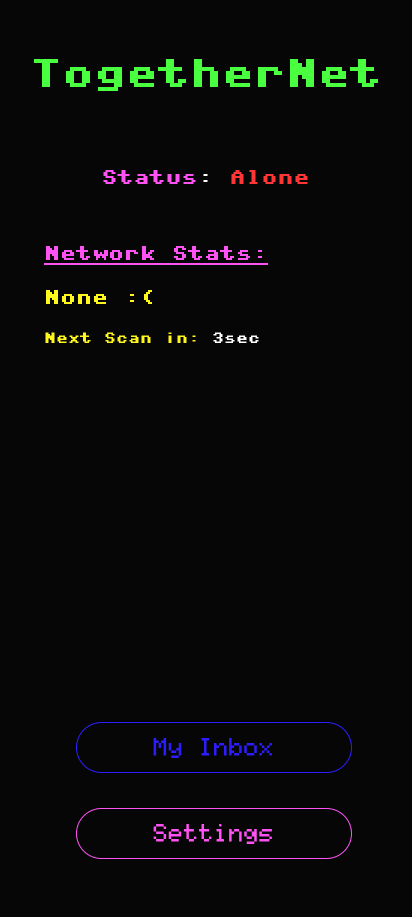 TogetherNet
Status: Alone
Network Stats:
None :(
Next Scan in: 3sec
My Inbox
Settings